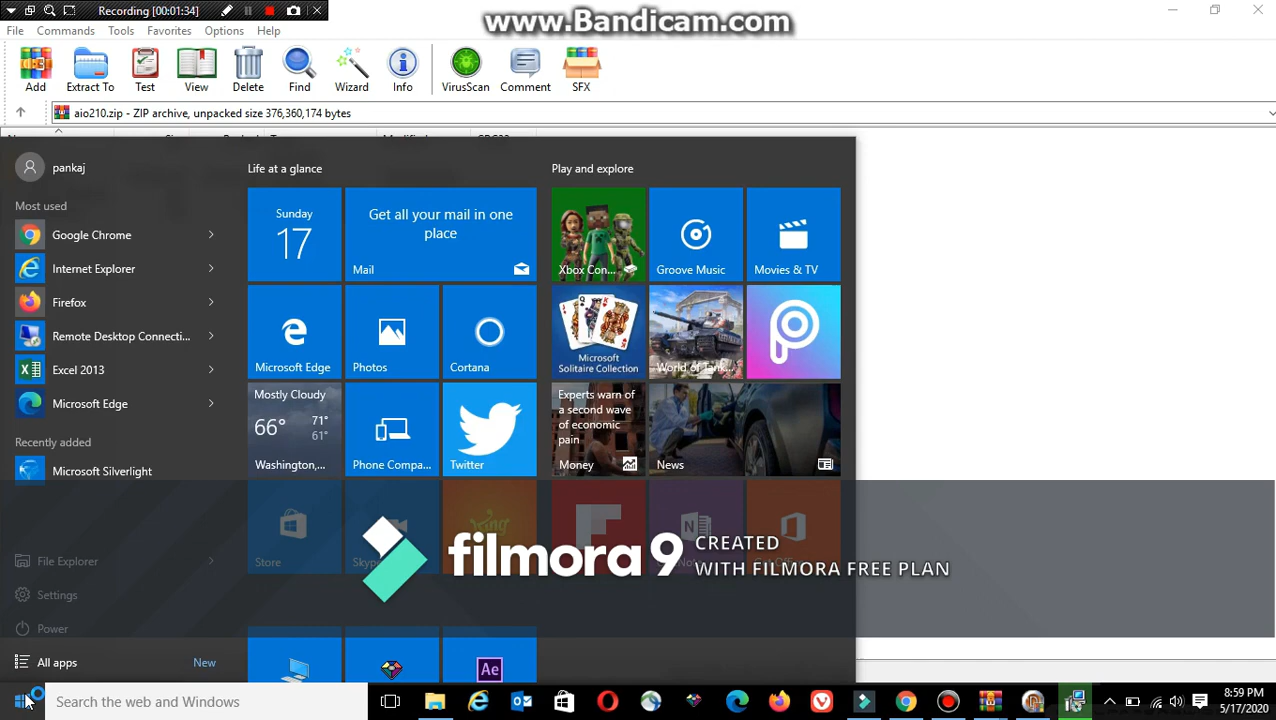 Recording [00:01:34]
www.Bandicam.com
File Commands Tools Favorites Options Help
Add Extract To Test View Delete Find Wizard Info VirusScan Comment SFX
aio210.zip - ZIP archive, unpacked size 376,360,174 bytes
pankaj
Most used
Google Chrome
Internet Explorer
Firefox
Remote Desktop Connecti...
Excel 2013
Microsoft Edge
Recently added
Microsoft Silverlight
File Explorer
Settings
Power
All apps New
Life at a glance
Sunday
17
Get all your mail in one
place
Mail
Microsoft Edge
Photos
Cortana
Mostly Cloudy
66° 71°
61°
Washington,...
Phone Compa...
Twitter
Store
Play and explore
Xbox Con...
Groove Music
Movies & TV
Microsoft
Solitaire Collection
World of Tank...
Experts warn of
a second wave
of economic
pain
Money
News
Ae
filmora 9 CREATED
WITH FILMORA FREE PLAN
Search the web and Windows
8:59 PM
5/17/2020